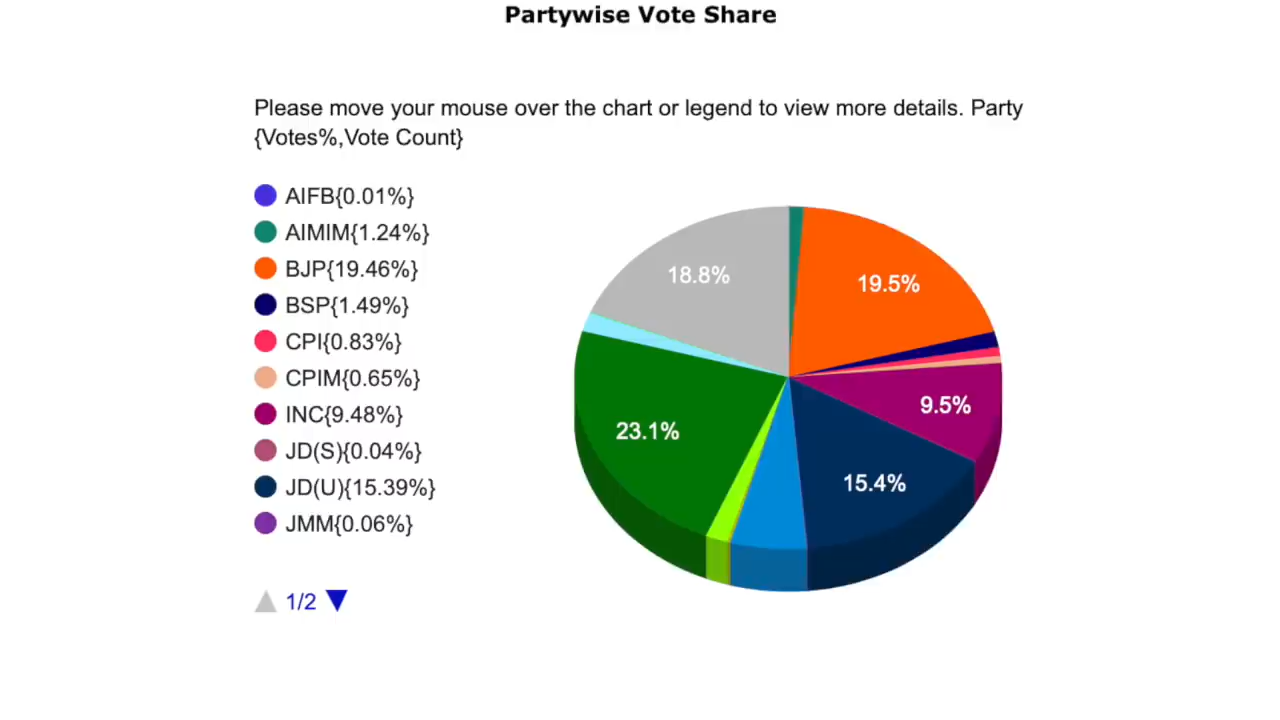 Partywise Vote Share
Please move your mouse over the chart or legend to view more details. Party
{Votes%,Vote Count}
AIFB{0.01%}
AIMIM{1.24%}
BJP{19.46%}
BSP{1.49%}
CPI{0.83%}
CPIM{0.65%}
INC{9.48%}
JD(S){0.04%}
JD(U){15.39%}
JMM{0.06%}
1/2
18.8%
19.5%
9.5%
23.1%
15.4%